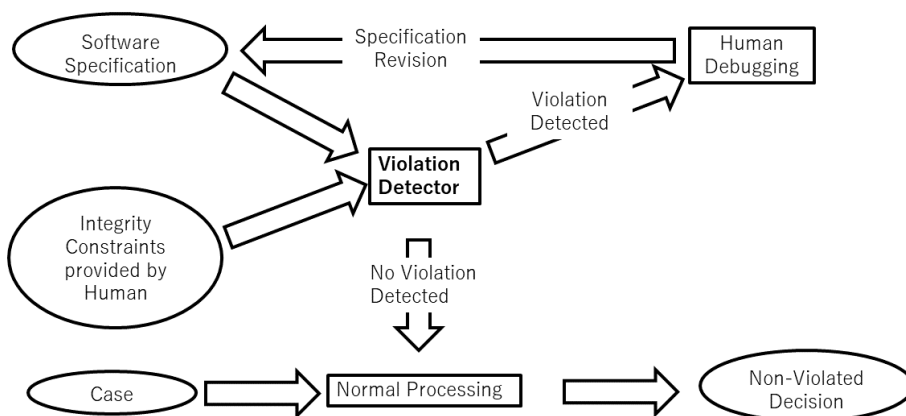 Software
Specification
Specification
Revision
Human
Debugging
Violation
Detected
Violation
Detector
Integrity
Constraints
provided by
Human
No Violation
Detected
Case
Normal Processing
Non-Violated
Decision